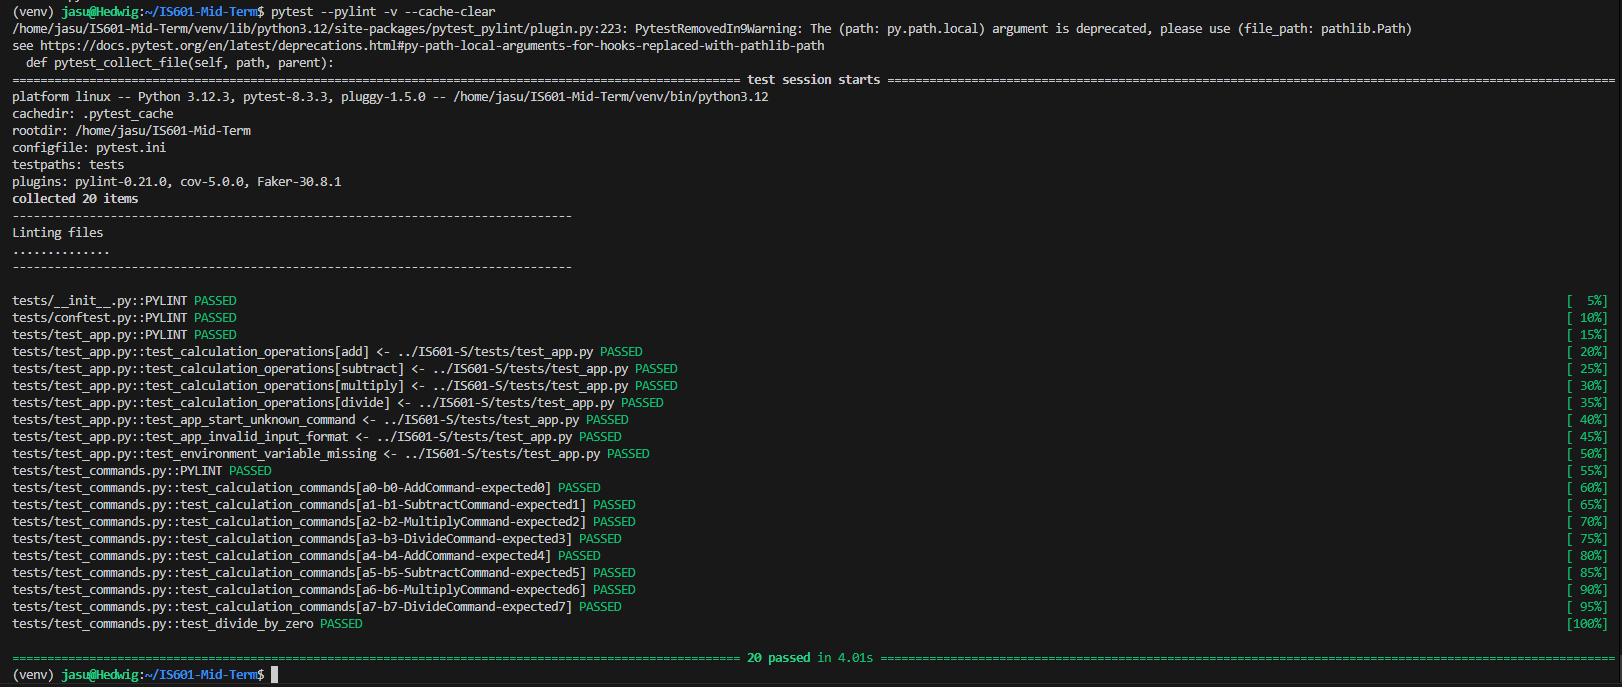 (venv) jasu@Hedwig:~/IS601-Mid-Term$ pytest --pylint -v --cache-clear
/home/jasu/IS601-Mid-Term/venv/lib/python3.12/site-packages/pytest_pylint/plugin.py:223: PytestRemovedIn9Warning: The (path: py.path.local) argument is deprecated, please use (file_path: pathlib.Path)
see https://docs.pytest.org/en/latest/deprecations.html#py-path-local-arguments-for-hooks-replaced-with-pathlib-path
  def pytest_collect_file(self, path, parent):
======================================================================================================== test session starts ========================================================================================================
platform linux -- Python 3.12.3, pytest-8.3.3, pluggy-1.5.0 -- /home/jasu/IS601-Mid-Term/venv/bin/python3.12
cachedir: .pytest_cache
rootdir: /home/jasu/IS601-Mid-Term
configfile: pytest.ini
testpaths: tests
plugins: pylint-0.21.0, cov-5.0.0, Faker-30.8.1
collected 20 items
--------------------------------------------------------------------------------
Linting files
..............
--------------------------------------------------------------------------------
tests/__init__.py::PYLINT PASSED [  5%]
tests/conftest.py::PYLINT PASSED [ 10%]
tests/test_app.py::PYLINT PASSED [ 15%]
tests/test_app.py::test_calculation_operations[add] <- ../IS601-S/tests/test_app.py PASSED [ 20%]
tests/test_app.py::test_calculation_operations[subtract] <- ../IS601-S/tests/test_app.py PASSED [ 25%]
tests/test_app.py::test_calculation_operations[multiply] <- ../IS601-S/tests/test_app.py PASSED [ 30%]
tests/test_app.py::test_calculation_operations[divide] <- ../IS601-S/tests/test_app.py PASSED [ 35%]
tests/test_app.py::test_app_start_unknown_command <- ../IS601-S/tests/test_app.py PASSED [ 40%]
tests/test_app.py::test_app_invalid_input_format <- ../IS601-S/tests/test_app.py PASSED [ 45%]
tests/test_app.py::test_environment_variable_missing <- ../IS601-S/tests/test_app.py PASSED [ 50%]
tests/test_commands.py::PYLINT PASSED [ 55%]
tests/test_commands.py::test_calculation_commands[a0-b0-AddCommand-expected0] PASSED [ 60%]
tests/test_commands.py::test_calculation_commands[a1-b1-SubtractCommand-expected1] PASSED [ 65%]
tests/test_commands.py::test_calculation_commands[a2-b2-MultiplyCommand-expected2] PASSED [ 70%]
tests/test_commands.py::test_calculation_commands[a3-b3-DivideCommand-expected3] PASSED [ 75%]
tests/test_commands.py::test_calculation_commands[a4-b4-AddCommand-expected4] PASSED [ 80%]
tests/test_commands.py::test_calculation_commands[a5-b5-SubtractCommand-expected5] PASSED [ 85%]
tests/test_commands.py::test_calculation_commands[a6-b6-MultiplyCommand-expected6] PASSED [ 90%]
tests/test_commands.py::test_calculation_commands[a7-b7-DivideCommand-expected7] PASSED [ 95%]
tests/test_commands.py::test_divide_by_zero PASSED [100%]
======================================================================================================== 20 passed in 4.01s =========================================================================================================
(venv) jasu@Hedwig:~/IS601-Mid-Term$